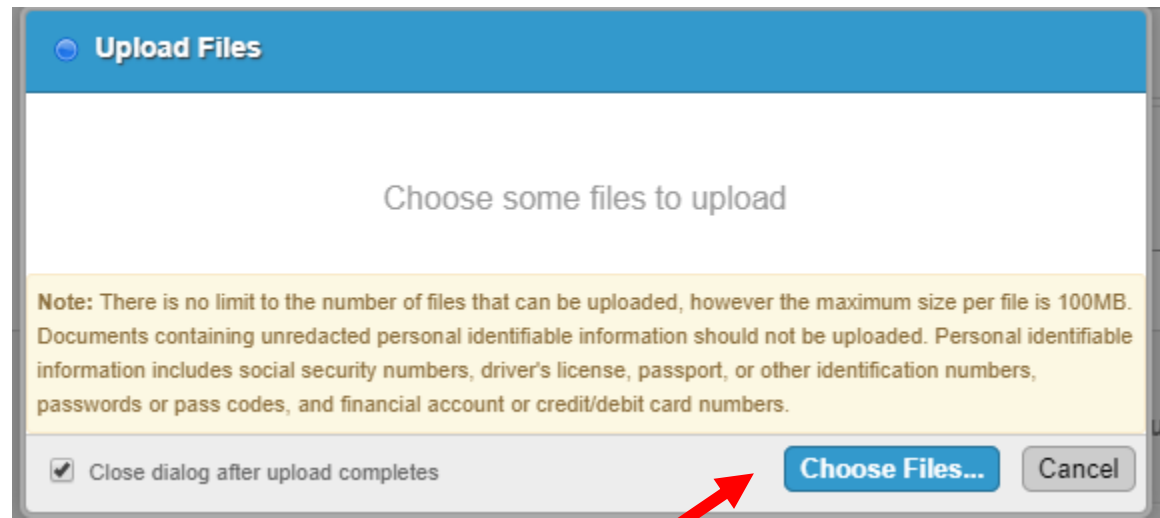 Upload Files
Choose some files to upload
Note: There is no limit to the number of files that can be uploaded, however the maximum size per file is 100MB.
Documents containing unredacted personal identifiable information should not be uploaded. Personal identifiable
information includes social security numbers, driver's license, passport, or other identification numbers,
passwords or pass codes, and financial account or credit/debit card numbers.
Close dialog after upload completes
Choose Files...
Cancel